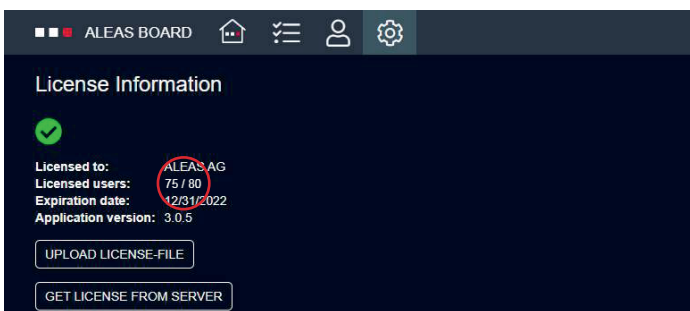 ALEAS BOARD
License Information
Licensed to: ALEAS AG
Licensed users: 75 / 80
Expiration date: 12/31/2022
Application version: 3.0.5
UPLOAD LICENSE-FILE
GET LICENSE FROM SERVER